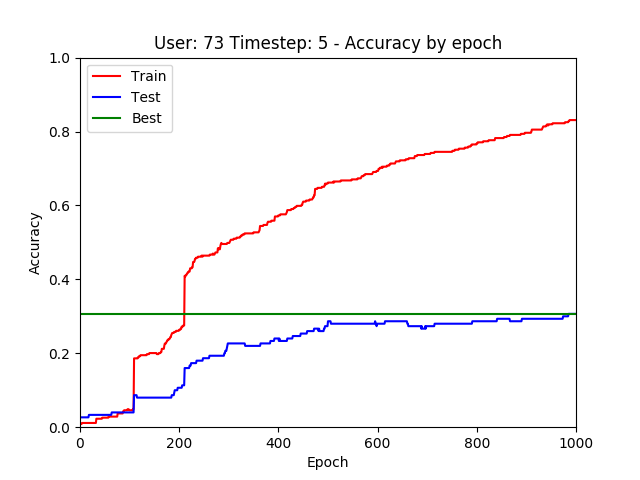 User: 73 Timestep: 5 - Accuracy by epoch
1.0
0.8
0.6
0.4
0.2
0.0
Accuracy
Train
Test
Best
0 200 400 600 800 1000
Epoch